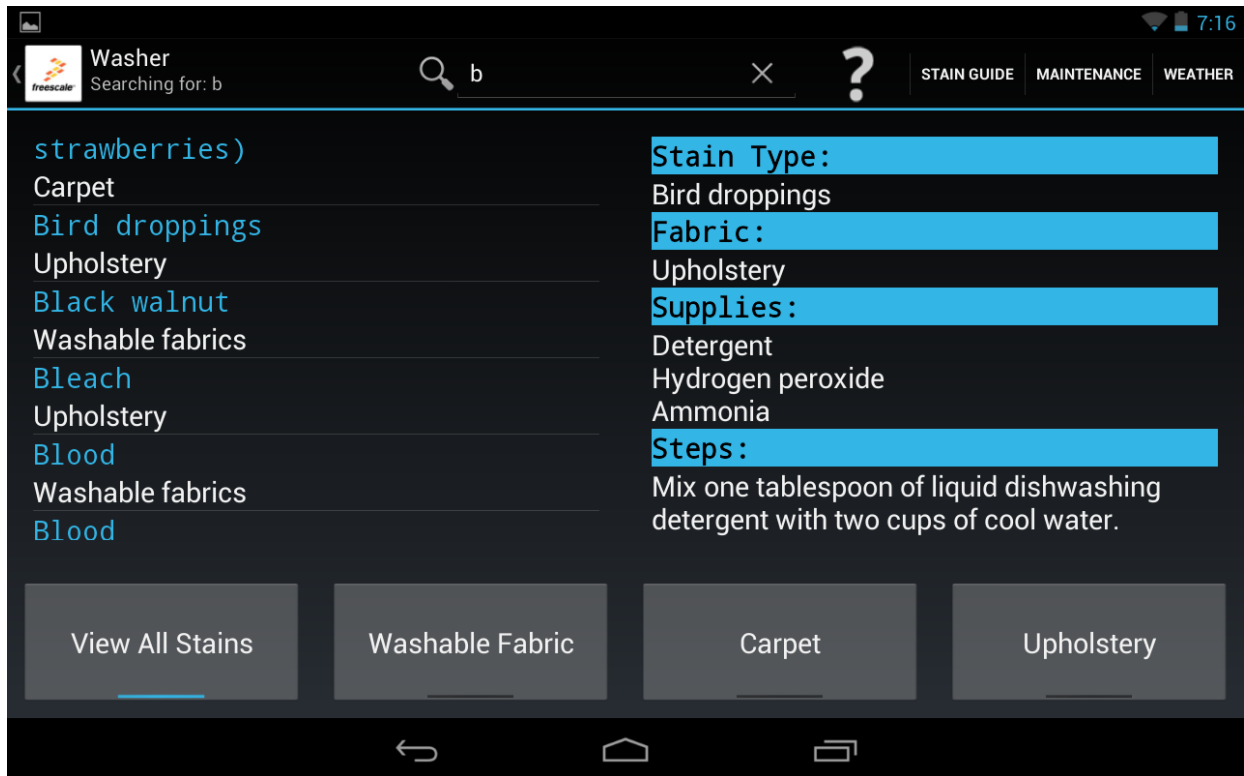 7:16
freescale
Washer
Searching for: b
b
?
STAIN GUIDE
MAINTENANCE
WEATHER
strawberries)
Carpet
Bird droppings
Upholstery
Black walnut
Washable fabrics
Bleach
Upholstery
Blood
Washable fabrics
Blood
Stain Type:
Bird droppings
Fabric:
Upholstery
Supplies:
Detergent
Hydrogen peroxide
Ammonia
Steps:
Mix one tablespoon of liquid dishwashing
detergent with two cups of cool water.
View All Stains
Washable Fabric
Carpet
Upholstery